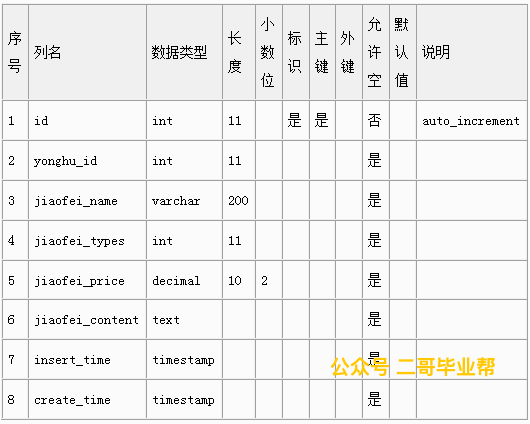 序号 列名 数据类型 长度 小数位 标识 主键 外键 允许空 默认值 说明
1 id int 11 是 是 否 auto_increment
2 yonghu_id int 11 是
3 jiaofei_name varchar 200 是
4 jiaofei_types int 11 是
5 jiaofei_price decimal 10 2 是
6 jiaofei_content text 是
7 insert_time timestamp 是
公众号 二哥毕业帮
8 create_time timestamp 是